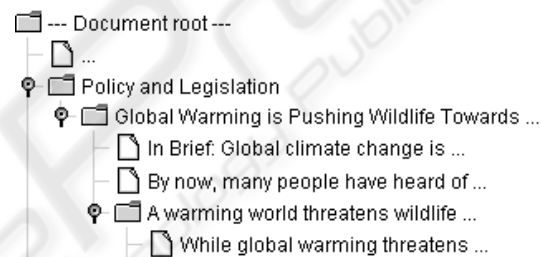 --- Document root ---
...
Policy and Legislation
Global Warming is Pushing Wildlife Towards ...
In Brief: Global climate change is ...
By now, many people have heard of ...
A warming world threatens wildlife ...
While global warming threatens ...